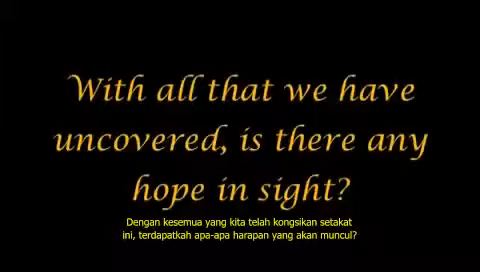 With all that we have
uncovered, is there any
hope in sight?
Dengan kesemua yang kita telah kongsikan setakat
ini, terdapatkah apa-apa harapan yang akan muncul?